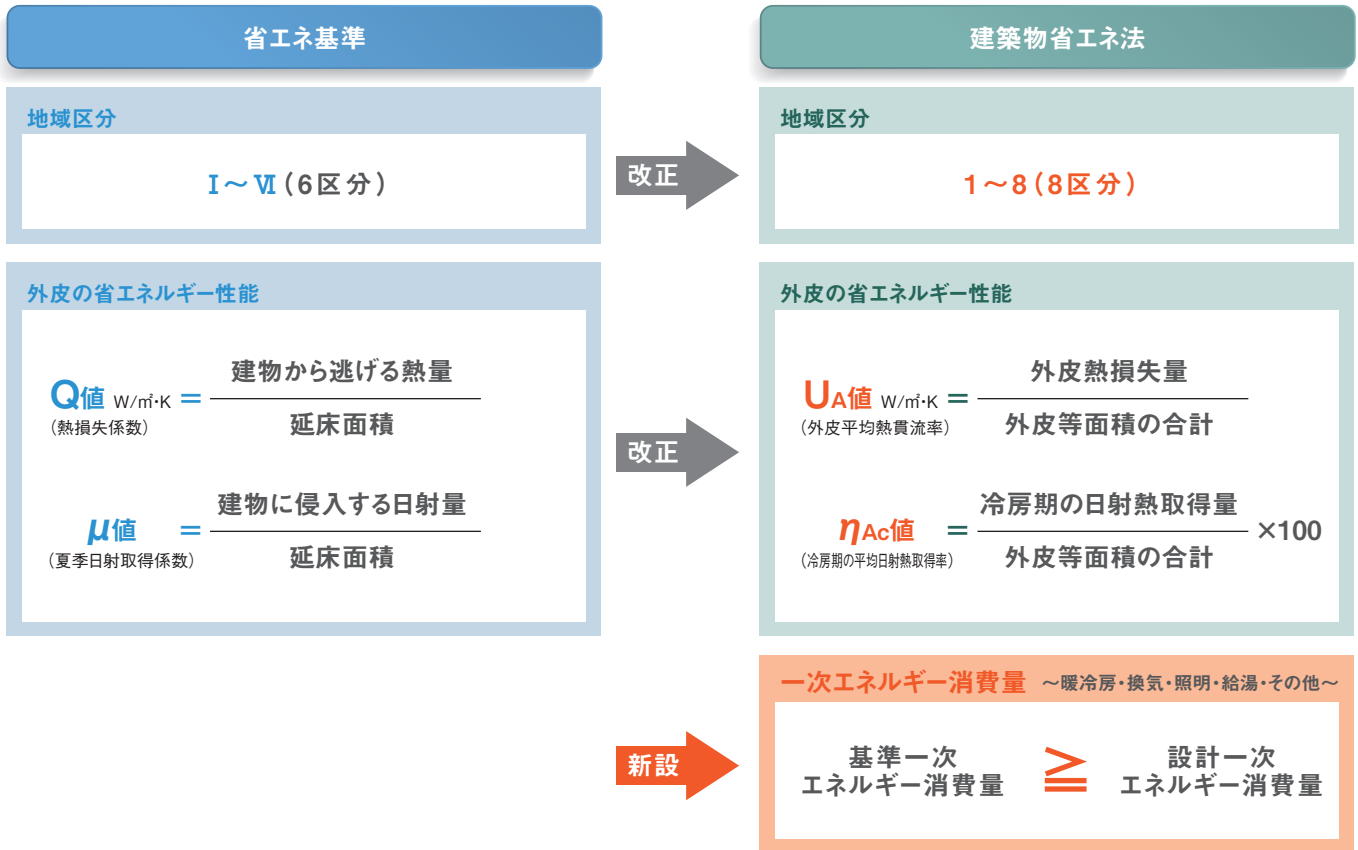 省エネ基準
建築物省エネ法
地域区分
Ⅰ～Ⅵ(6区分)
改正
地域区分
1～8(8区分)
外皮の省エネルギー性能
Q値 W/㎡・K = 建物から逃げる熱量
延床面積
(熱損失係数)
μ値 = 建物に侵入する日射量
延床面積
(夏季日射取得係数)
改正
外皮の省エネルギー性能
UA値 W/㎡・K = 外皮熱損失量
外皮等面積の合計
(外皮平均熱貫流率)
ηAc値 = 冷房期の日射熱取得量 ×100
外皮等面積の合計
(冷房期の平均日射熱取得率)
新設
一次エネルギー消費量 ～暖冷房・換気・照明・給湯・その他～
基準一次
エネルギー消費量
≧
設計一次
エネルギー消費量